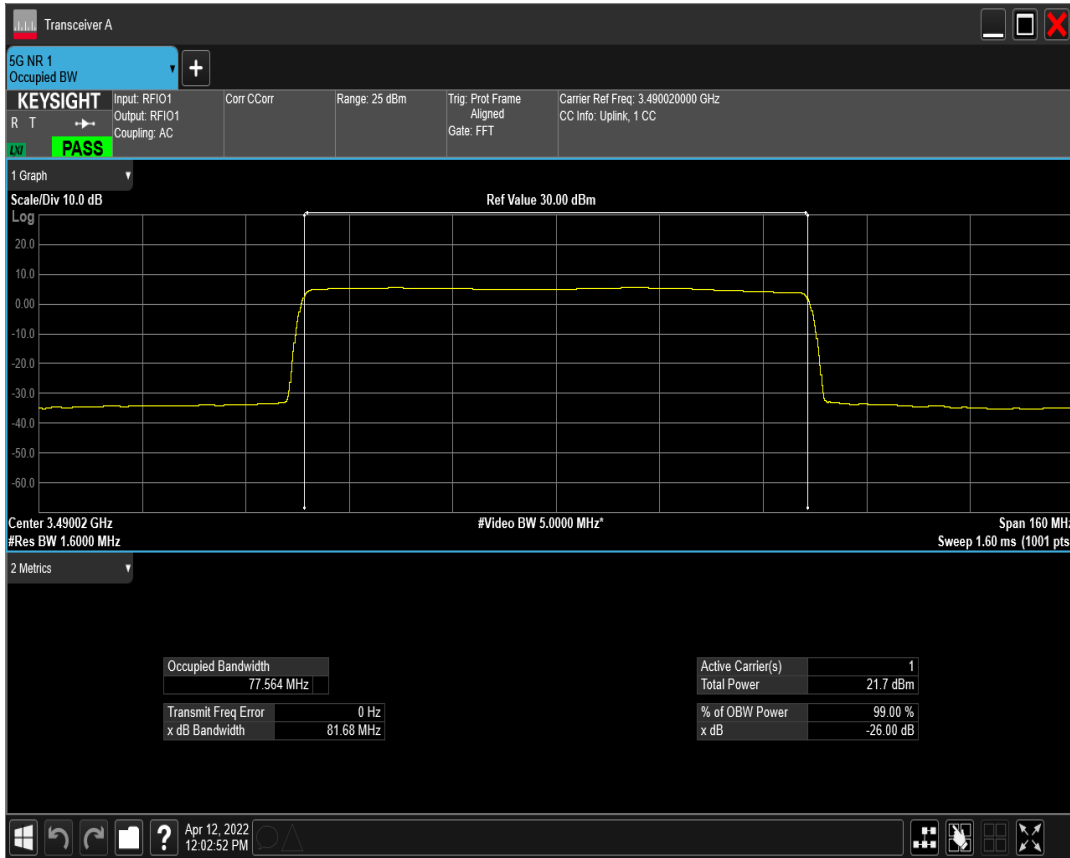 Transceiver A
5G NR 1
Occupied BW
+
KEYSIGHT
R T
LXI
PASS
Input: RFIO1
Output: RFIO1
Coupling: AC
Corr CCorr
Range: 25 dBm
Trig: Prot Frame
Aligned
Gate: FFT
Carrier Ref Freq: 3.490020000 GHz
CC Info: Uplink, 1 CC
1 Graph
Scale/Div 10.0 dB
Ref Value 30.00 dBm
Log
20.0
10.0
0.00
-10.0
-20.0
-30.0
-40.0
-50.0
-60.0
Center 3.49002 GHz
#Video BW 5.0000 MHz*
Span 160 MHz
#Res BW 1.6000 MHz
Sweep 1.60 ms (1001 pts
2 Metrics
Occupied Bandwidth
77.564 MHz
Transmit Freq Error 0 Hz
x dB Bandwidth 81.68 MHz
Active Carrier(s) 1
Total Power 21.7 dBm
% of OBW Power 99.00 %
x dB -26.00 dB
?
Apr 12, 2022
12:02:52 PM